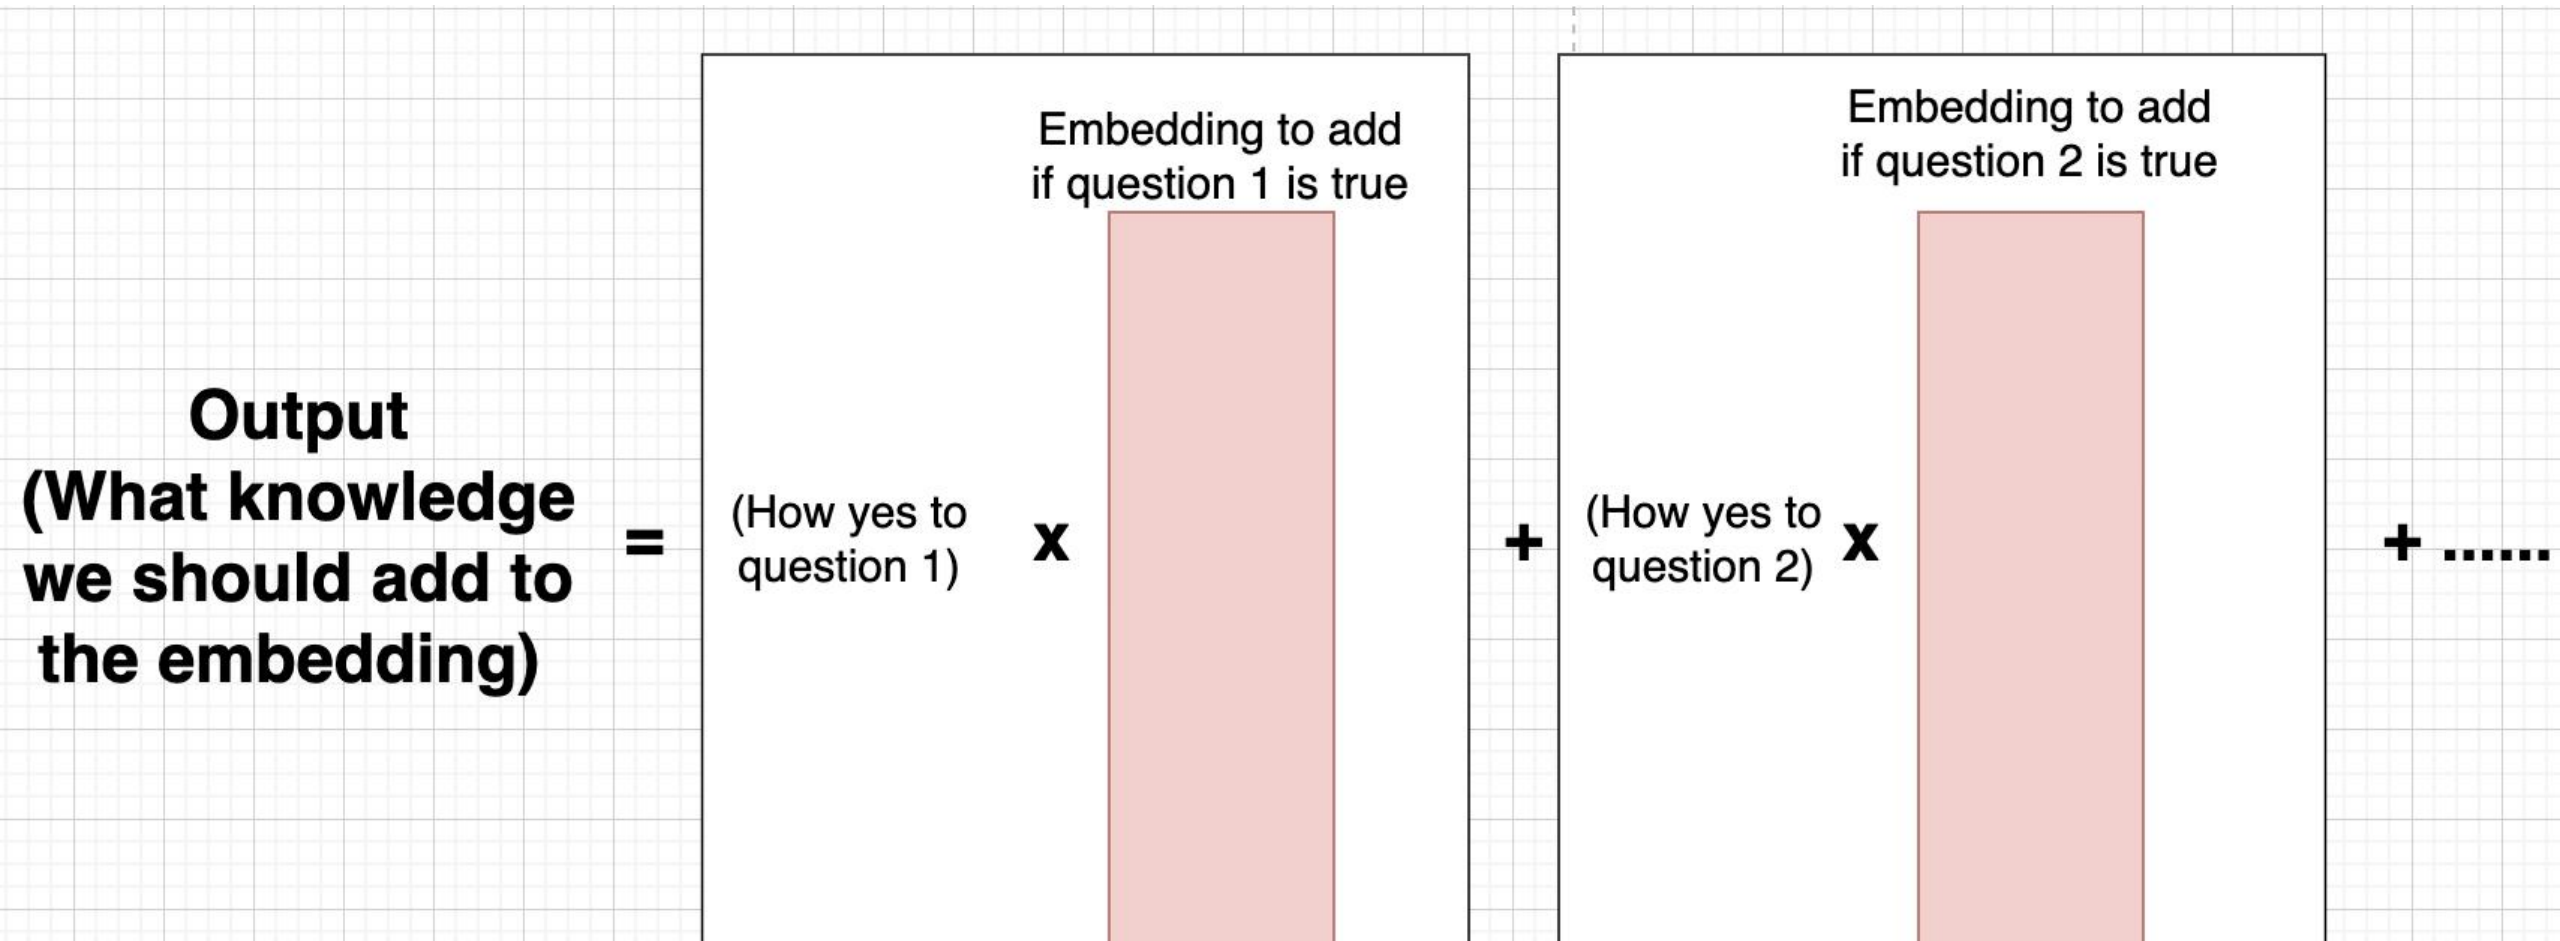 Output
(What knowledge
we should add to
the embedding)
=
Embedding to add
if question 1 is true
(How yes to
question 1)
x
+
Embedding to add
if question 2 is true
(How yes to
question 2)
x
+ ......